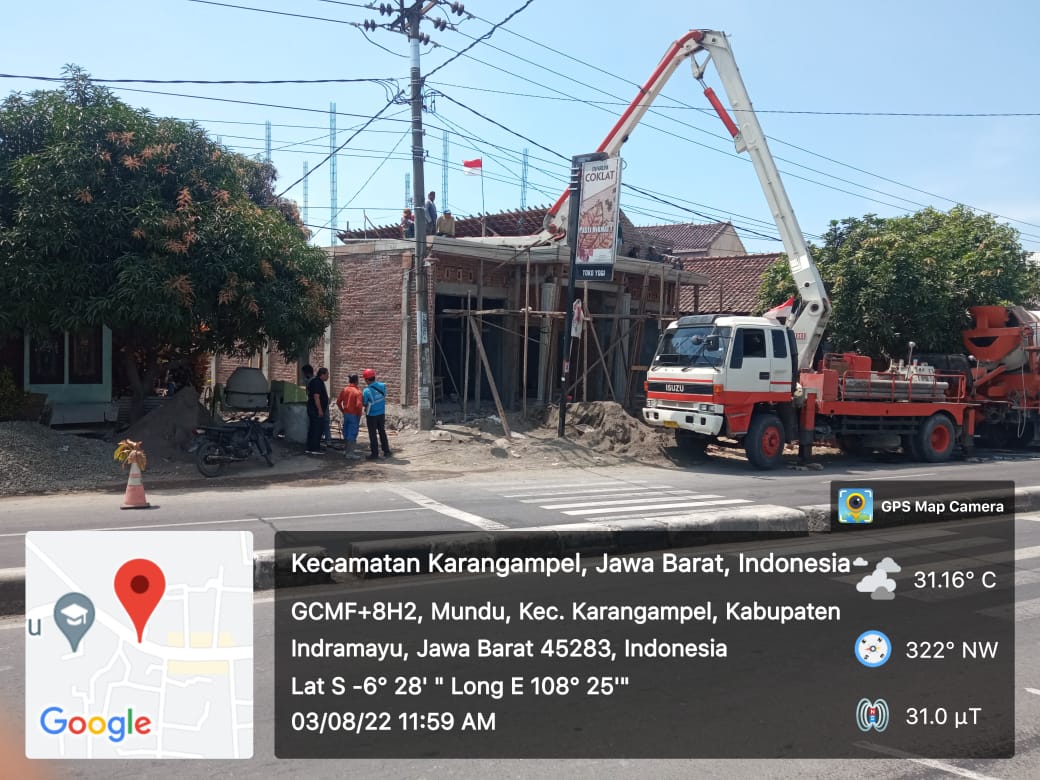 COKLAT
TOKO YOGI
ISUZU
GPS Map Camera
Kecamatan Karangampel, Jawa Barat, Indonesia
GCMF+8H2, Mundu, Kec. Karangampel, Kabupaten
Indramayu, Jawa Barat 45283, Indonesia
Lat S -6° 28' " Long E 108° 25'"
03/08/22 11:59 AM
31.16° C
322° NW
31.0 µT
u
Google